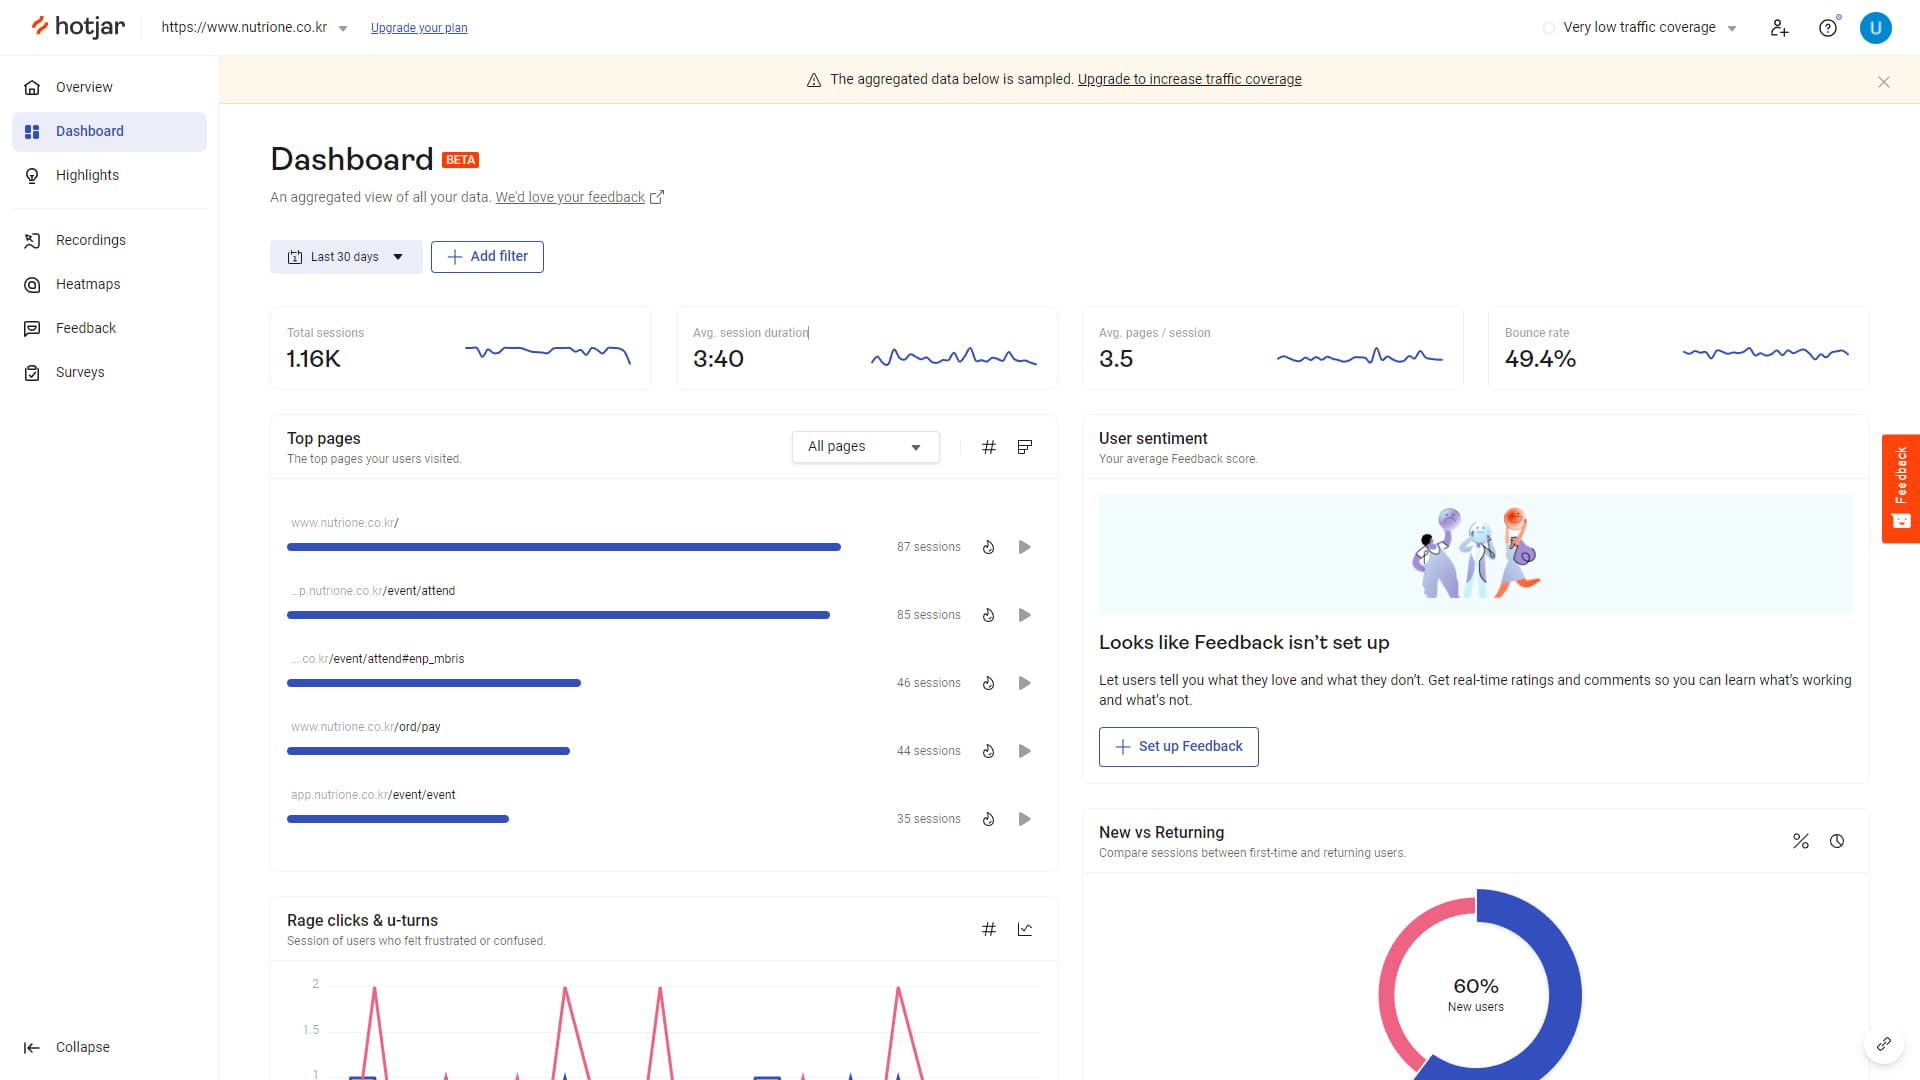 hotjar
https://www.nutrione.co.kr
Upgrade your plan
Very low traffic coverage
U
Overview
Dashboard
Highlights
Recordings
Heatmaps
Feedback
Surveys
Collapse
The aggregated data below is sampled. Upgrade to increase traffic coverage
Dashboard BETA
An aggregated view of all your data. We'd love your feedback
Last 30 days
Add filter
Total sessions
1.16K
Avg. session duration
3:40
Avg. pages / session
3.5
Bounce rate
49.4%
Top pages
The top pages your users visited.
All pages
www.nutrione.co.kr/
87 sessions
...p.nutrione.co.kr/event/attend
85 sessions
....co.kr/event/attend#enp_mbris
46 sessions
www.nutrione.co.kr/ord/pay
44 sessions
app.nutrione.co.kr/event/event
35 sessions
Rage clicks & u-turns
Session of users who felt frustrated or confused.
2
1.5
1
User sentiment
Your average Feedback score.
Looks like Feedback isn't set up
Let users tell you what they love and what they don't. Get real-time ratings and comments so you can learn what's working
and what's not.
Set up Feedback
New vs Returning
Compare sessions between first-time and returning users.
60%
New users
Feedback